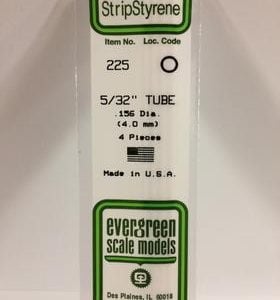 StripStyrene
Item No. Loc. Code
225 O
5/32" TUBE
.156 Dia.
(4.0 mm)
4 Pieces
Made in U.S.A.
evergreen
scale models
Des Plaines, IL 60018